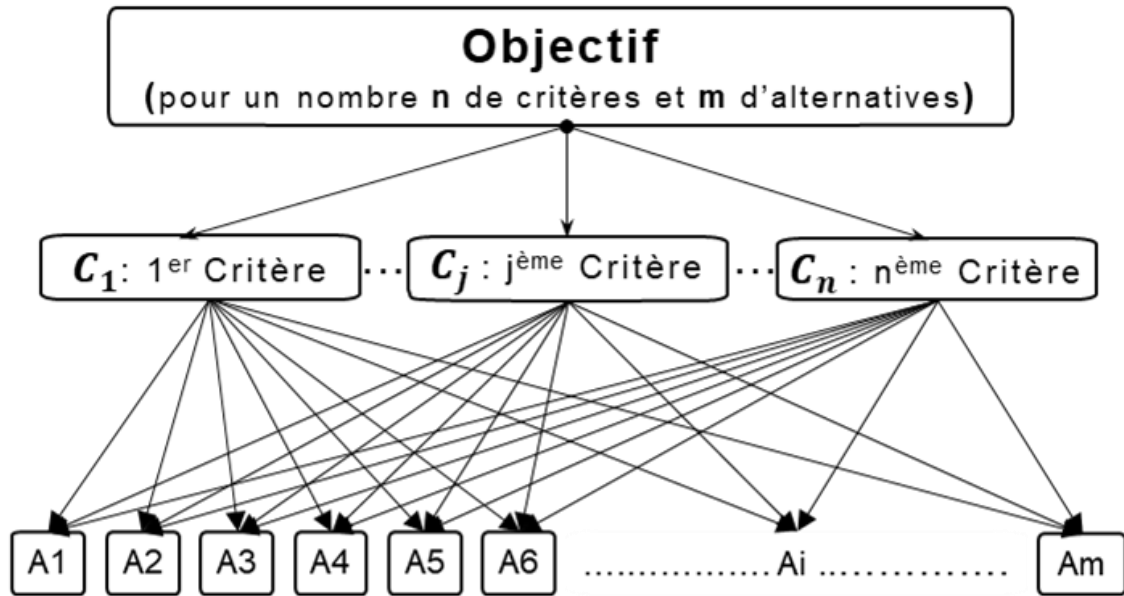 Objectif
(pour un nombre n de critères et m d'alternatives)
C₁: 1ᵉʳ Critère ... Cⱼ : jᵉ̀ᵐᵉ Critère ... Cₙ : nᵉ̀ᵐᵉ Critère
A1 A2 A3 A4 A5 A6 ....................Ai .....................  Am